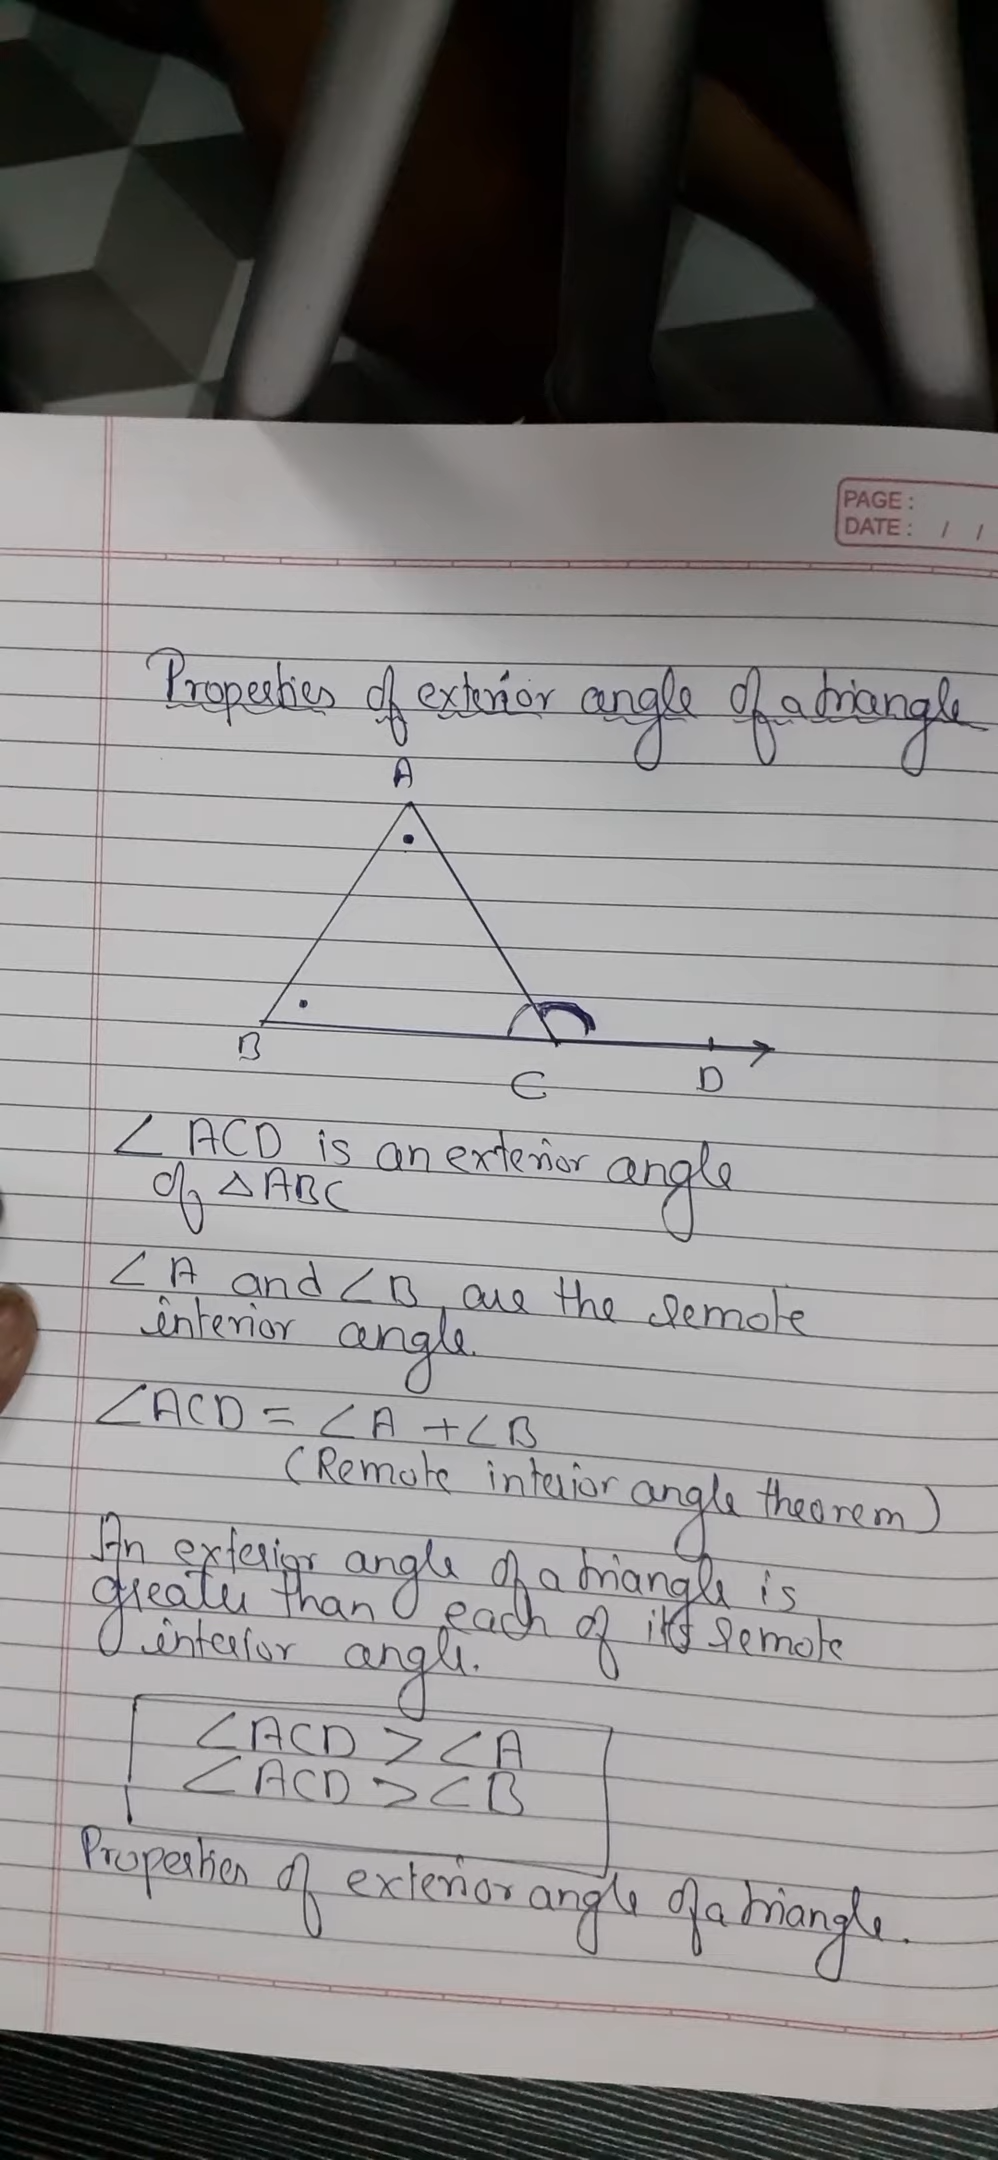 PAGE :
DATE : / /
Properties of exterior angle of a triangle
A
B
C
D
∠ ACD is an exterior angle
of △ABC
∠A and ∠B are the remote
interior angle.
∠ACD = ∠A +∠B
(Remote interior angle theorem)
An exterior angle of a triangle is
greater than each of its remote
interior angle.
∠ACD > ∠A
∠ACD > ∠B
Properties of exterior angle of a triangle.